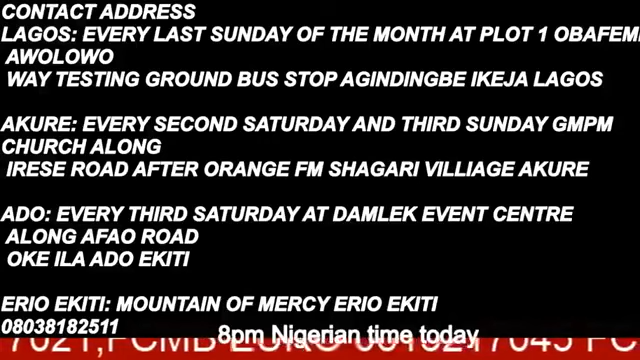 CONTACT ADDRESS
LAGOS: EVERY LAST SUNDAY OF THE MONTH AT PLOT 1 OBAFEMI
AWOLOWO
WAY TESTING GROUND BUS STOP AGINDINGBE IKEJA LAGOS
AKURE: EVERY SECOND SATURDAY AND THIRD SUNDAY GMPM
CHURCH ALONG
IRESE ROAD AFTER ORANGE FM SHAGARI VILLIAGE AKURE
ADO: EVERY THIRD SATURDAY AT DAMLEK EVENT CENTRE
ALONG AFAO ROAD
OKE ILA ADO EKITI
ERIO EKITI: MOUNTAIN OF MERCY ERIO EKITI
08038182511
8pm Nigerian time today